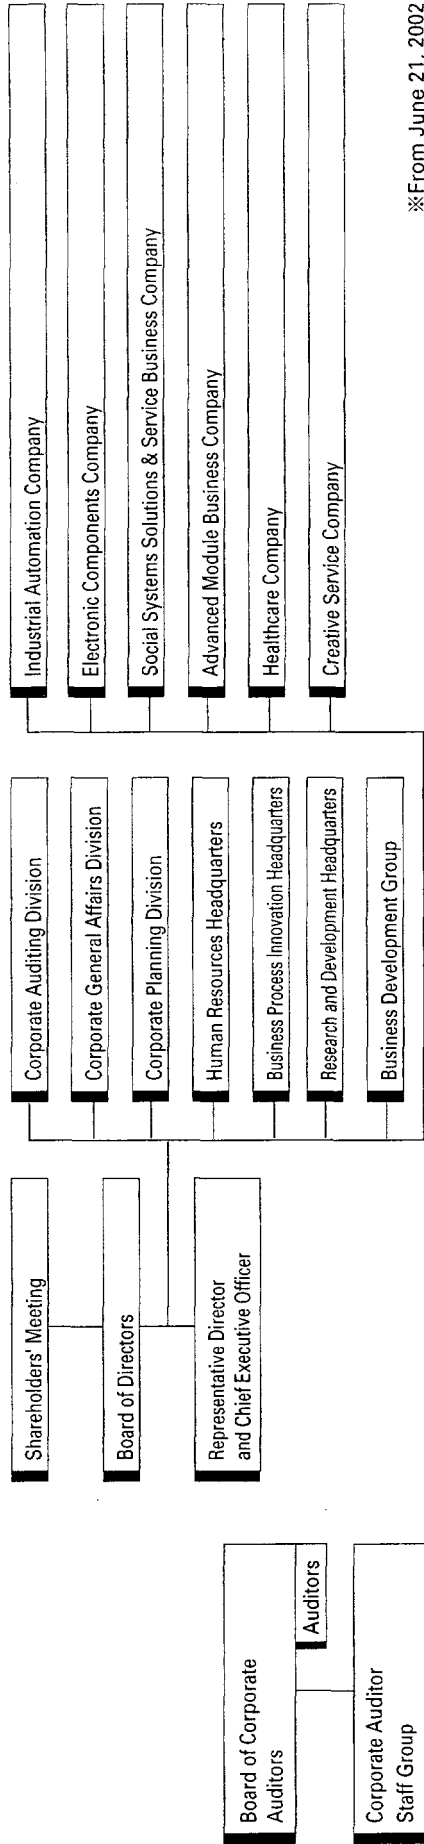 Board of Corporate
Auditors
Auditors
Corporate Auditor
Staff Group
Shareholders' Meeting
Board of Directors
Representative Director
and Chief Executive Officer
Corporate Auditing Division
Corporate General Affairs Division
Corporate Planning Division
Human Resources Headquarters
Business Process Innovation Headquarters
Research and Development Headquarters
Business Development Group
Industrial Automation Company
Electronic Components Company
Social Systems Solutions & Service Business Company
Advanced Module Business Company
Healthcare Company
Creative Service Company
※From June 21, 2002